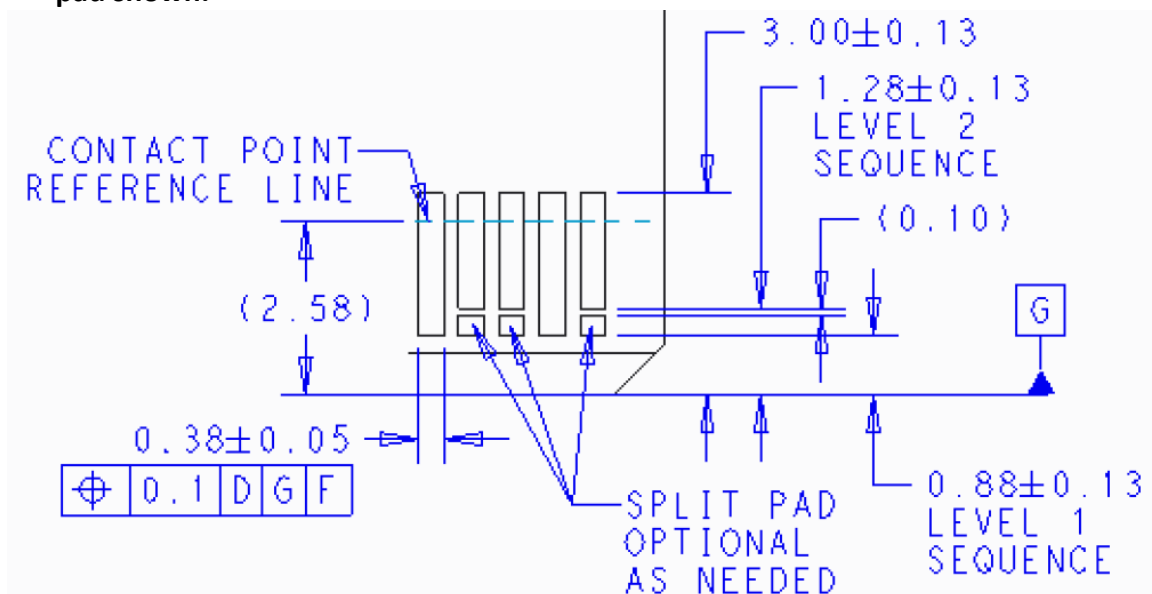 3.00±0.13
1.28±0.13
LEVEL 2
SEQUENCE
CONTACT POINT
REFERENCE LINE
(0.10)
(2.58)
G
0.38±0.05
⌖ 0.1 D G F
SPLIT PAD
OPTIONAL
AS NEEDED
0.88±0.13
LEVEL 1
SEQUENCE